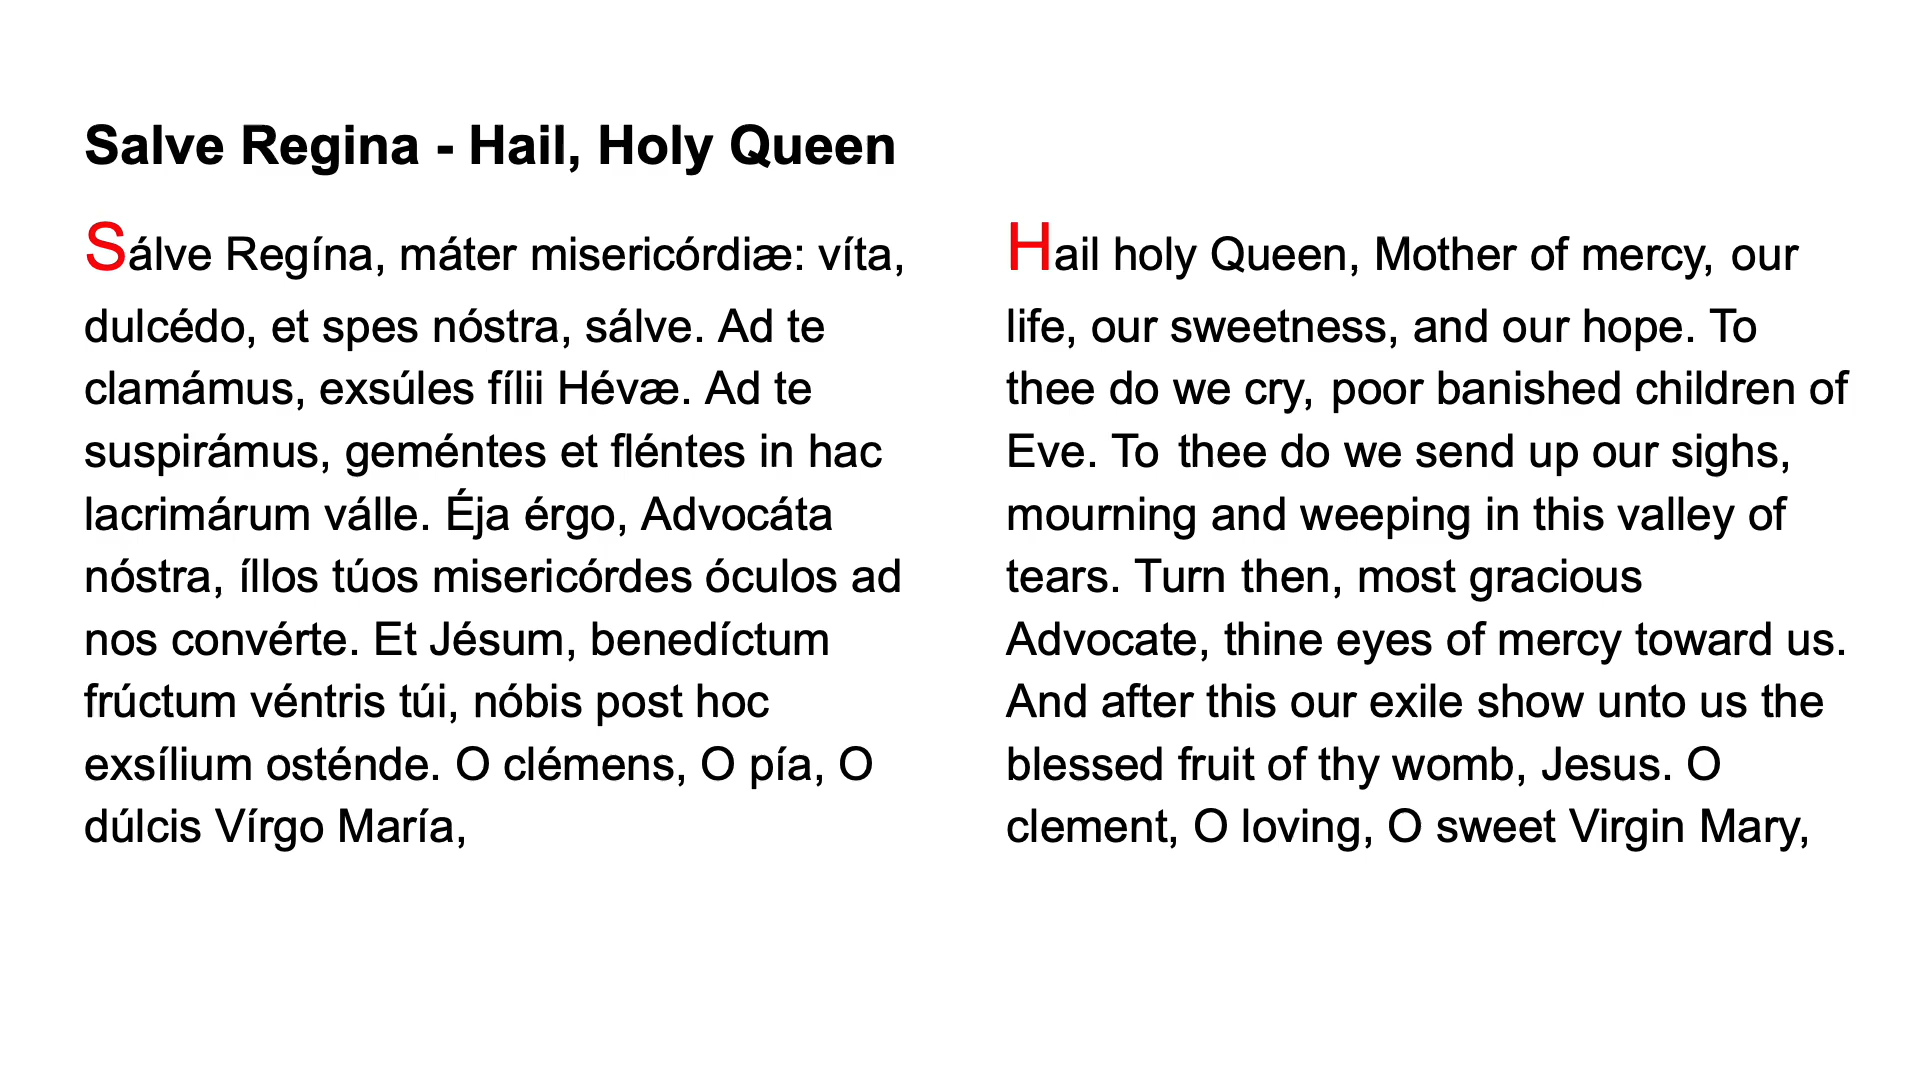 Salve Regina - Hail, Holy Queen
Sálve Regína, máter misericórdiæ: víta,
dulcédo, et spes nóstra, sálve. Ad te
clamámus, exsúles fílii Hévæ. Ad te
suspirámus, geméntes et fléntes in hac
lacrimárum válle. Éja érgo, Advocáta
nóstra, íllos túos misericórdes óculos ad
nos convérte. Et Jésum, benedíctum
frúctum véntris túi, nóbis post hoc
exsílium osténde. O clémens, O pía, O
dúlcis Vírgo María,
Hail holy Queen, Mother of mercy, our
life, our sweetness, and our hope. To
thee do we cry, poor banished children of
Eve. To thee do we send up our sighs,
mourning and weeping in this valley of
tears. Turn then, most gracious
Advocate, thine eyes of mercy toward us.
And after this our exile show unto us the
blessed fruit of thy womb, Jesus. O
clement, O loving, O sweet Virgin Mary,